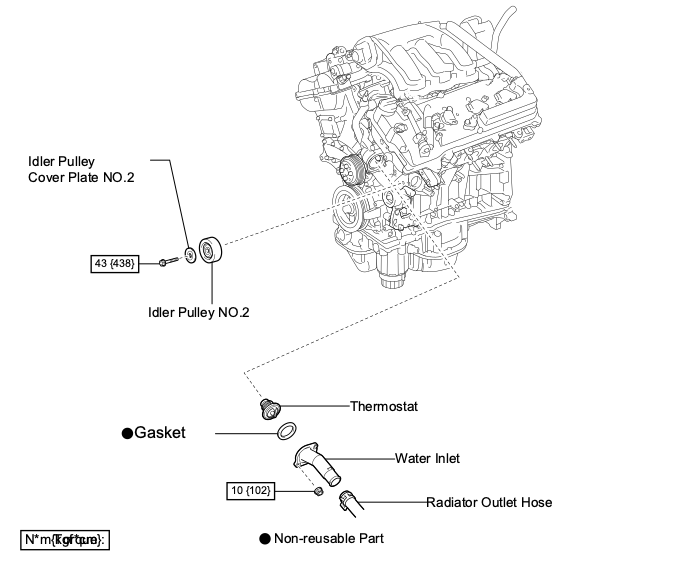 Idler Pulley
Cover Plate NO.2
43 {438}
Idler Pulley NO.2
Thermostat
●Gasket
Water Inlet
10 {102}
Radiator Outlet Hose
N*m
● Non-reusable Part